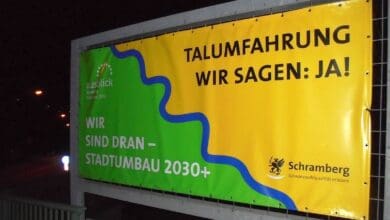 TALUMFAHRUNG
WIR SAGEN: JA!
WIR
SIND DRAN –
STADTUMBAU 2030+
Schramberg